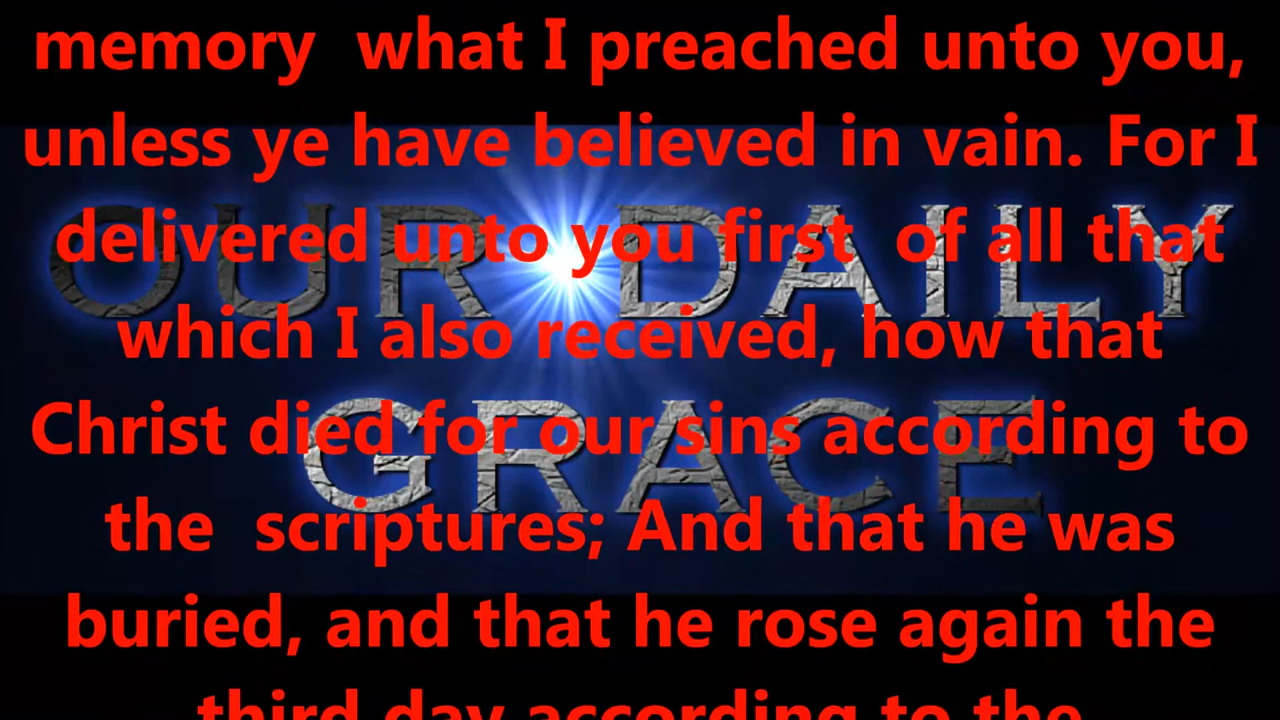 memory what I preached unto you,
unless ye have believed in vain. For I
delivered unto you first of all that
which I also received, how that
Christ died for our sins according to
the scriptures; And that he was
buried, and that he rose again the
third day according to the
OUR DAILY
GRACE